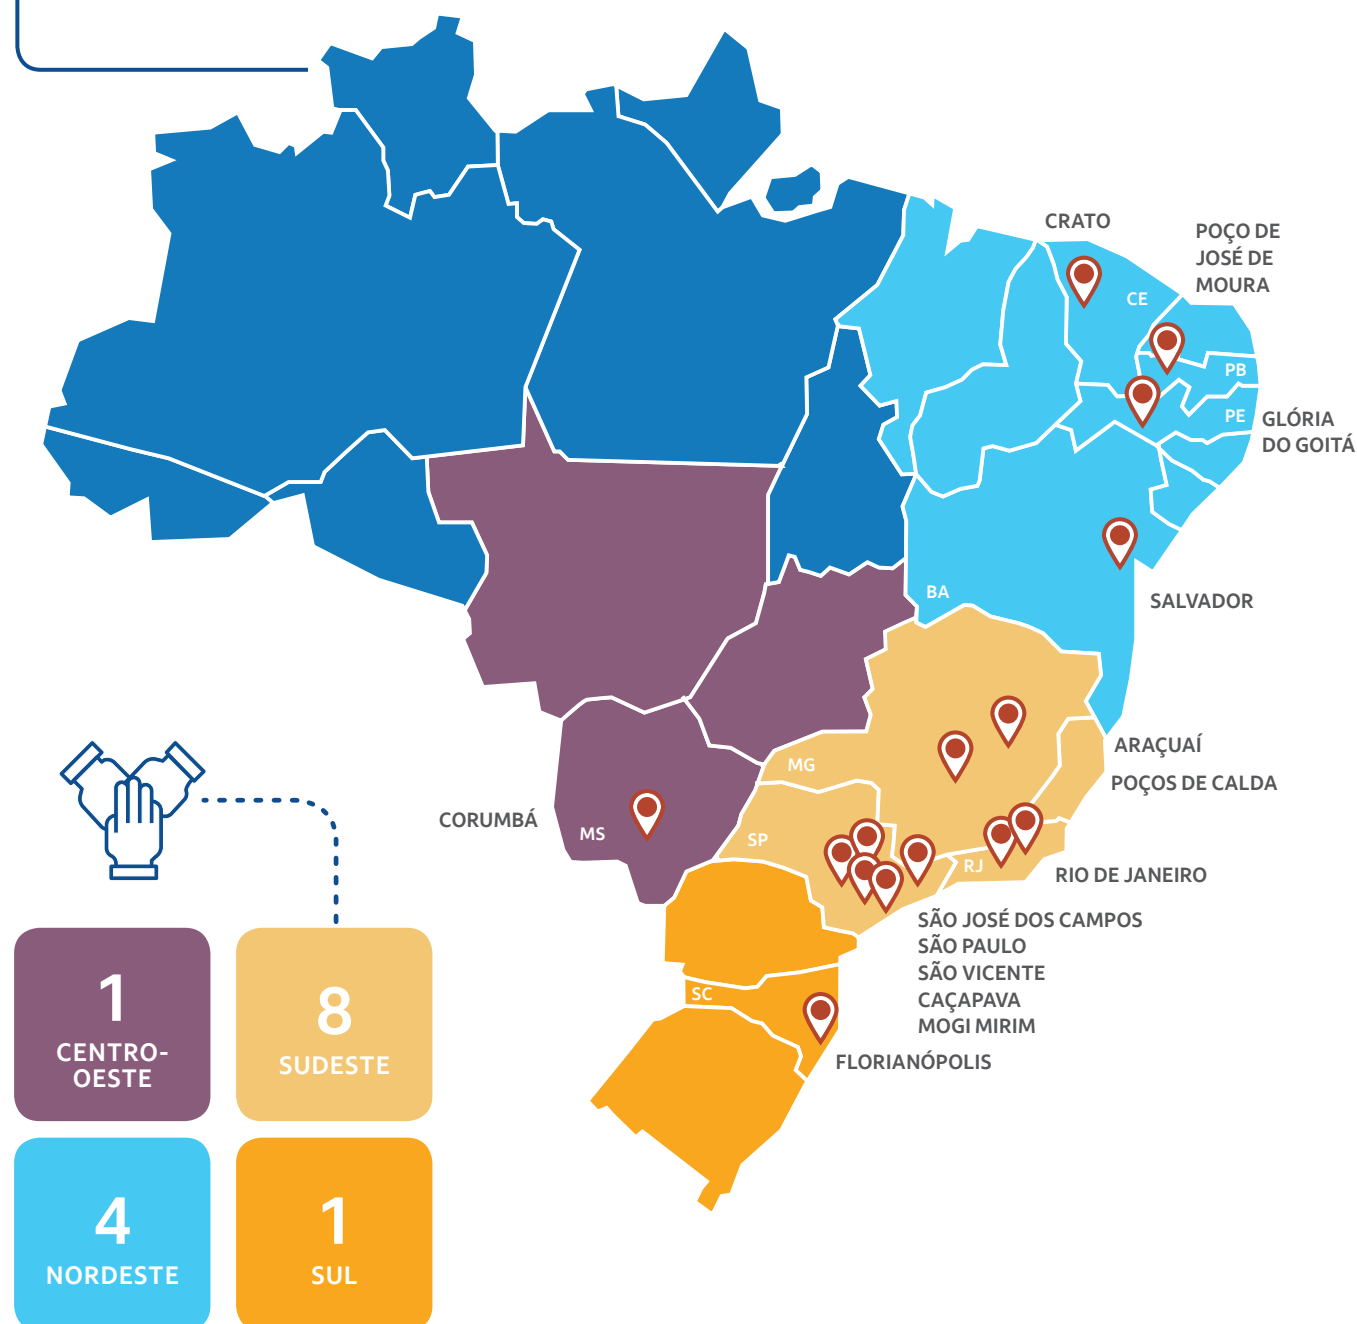 CRATO
POÇO DE
JOSÉ DE
MOURA
CE
PB
PE
GLÓRIA
DO GOITÁ
BA
SALVADOR
ARAÇUAÍ
MG
POÇOS DE CALDA
CORUMBÁ
MS
SP
RJ
RIO DE JANEIRO
SÃO JOSÉ DOS CAMPOS
SÃO PAULO
SÃO VICENTE
CAÇAPAVA
MOGI MIRIM
SC
FLORIANÓPOLIS
1
CENTRO-
OESTE
8
SUDESTE
4
NORDESTE
1
SUL